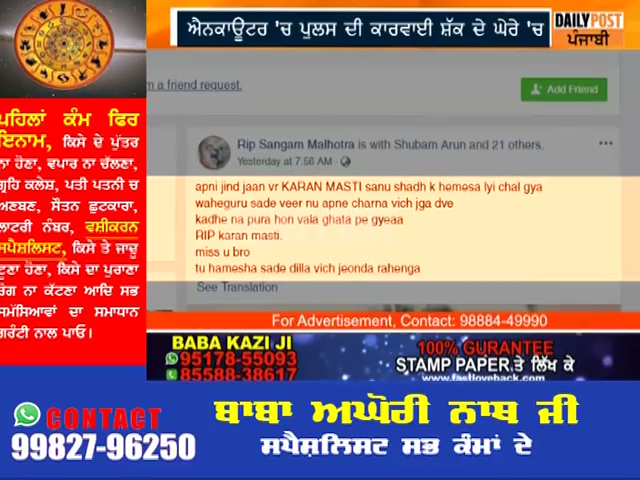 ਐਨਕਾਊਟਰ 'ਚ ਪੁਲਸ ਦੀ ਕਾਰਵਾਈ ਸ਼ੱਕ ਦੇ ਘੇਰੇ 'ਚ
DAILY POST
ਪੰਜਾਬੀ
m a friend request.
Add Friend
Rip Sangam Malhotra is with Shubam Arun and 21 others.
Yesterday at 7:56 AM
apni jind jaan vr KARAN MASTI sanu shadh k hemesa lyi chal gya
waheguru sade veer nu apne charna vich jga dve
kadhe na pura hon vala ghata pe gyeaa
RIP karan masti.
miss u bro
tu hamesha sade dilla vich jeonda rahenga
See Translation
For Advertisement, Contact: 98884-49990
ਪਹਿਲਾਂ ਕੰਮ ਫਿਰ
ਇਨਾਮ, ਕਿਸੇ ਦੇ ਪੁੱਤਰ
ਨਾ ਹੋਣਾ, ਵਪਾਰ ਨਾ ਚੱਲਣਾ,
ਗ੍ਰਹਿ ਕਲੇਸ਼, ਪਤੀ ਪਤਨੀ ਚ
ਅਣਬਣ, ਸੌਤਨ ਛੁਟਕਾਰਾ,
ਲਾਟਰੀ ਨੰਬਰ, ਵਸ਼ੀਕਰਨ
ਸਪੈਸ਼ਲਿਸਟ, ਕਿਸੇ ਤੇ ਜਾਦੂ
ਟੂਣਾ ਹੋਣਾ, ਕਿਸੇ ਦਾ ਪੁਰਾਣਾ
ਰੋਗ ਨਾ ਕੱਟਣਾ ਆਦਿ ਸਭ
ਸਮੱਸਿਆਵਾਂ ਦਾ ਸਮਾਧਾਨ
ਗਰੰਟੀ ਨਾਲ ਪਾਓ।
BABA KAZI JI
95178-55093
85588-38617
100% GURANTEE
STAMP PAPER ਤੇ ਲਿੱਖ ਕੇ
www.fastloveback.com
CONTACT
99827-96250
ਬਾਬਾ ਅਘੋਰੀ ਨਾਥ ਜੀ
ਸਪੈਸ਼ਲਿਸਟ ਸਭ ਕੰਮਾਂ ਦੇ